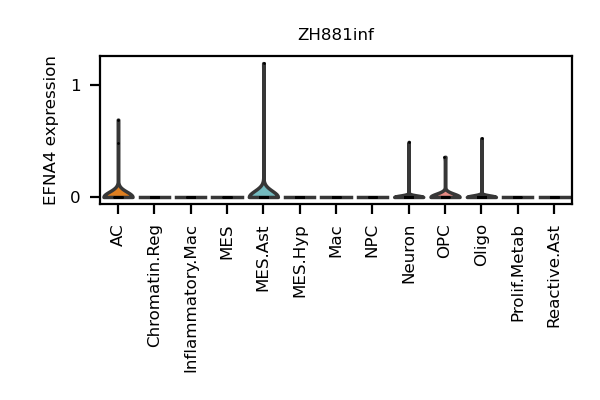 ZH881inf
EFNA4 expression
1
0
AC
Chromatin.Reg
Inflammatory.Mac
MES
MES.Ast
MES.Hyp
Mac
NPC
Neuron
OPC
Oligo
Prolif.Metab
Reactive.Ast